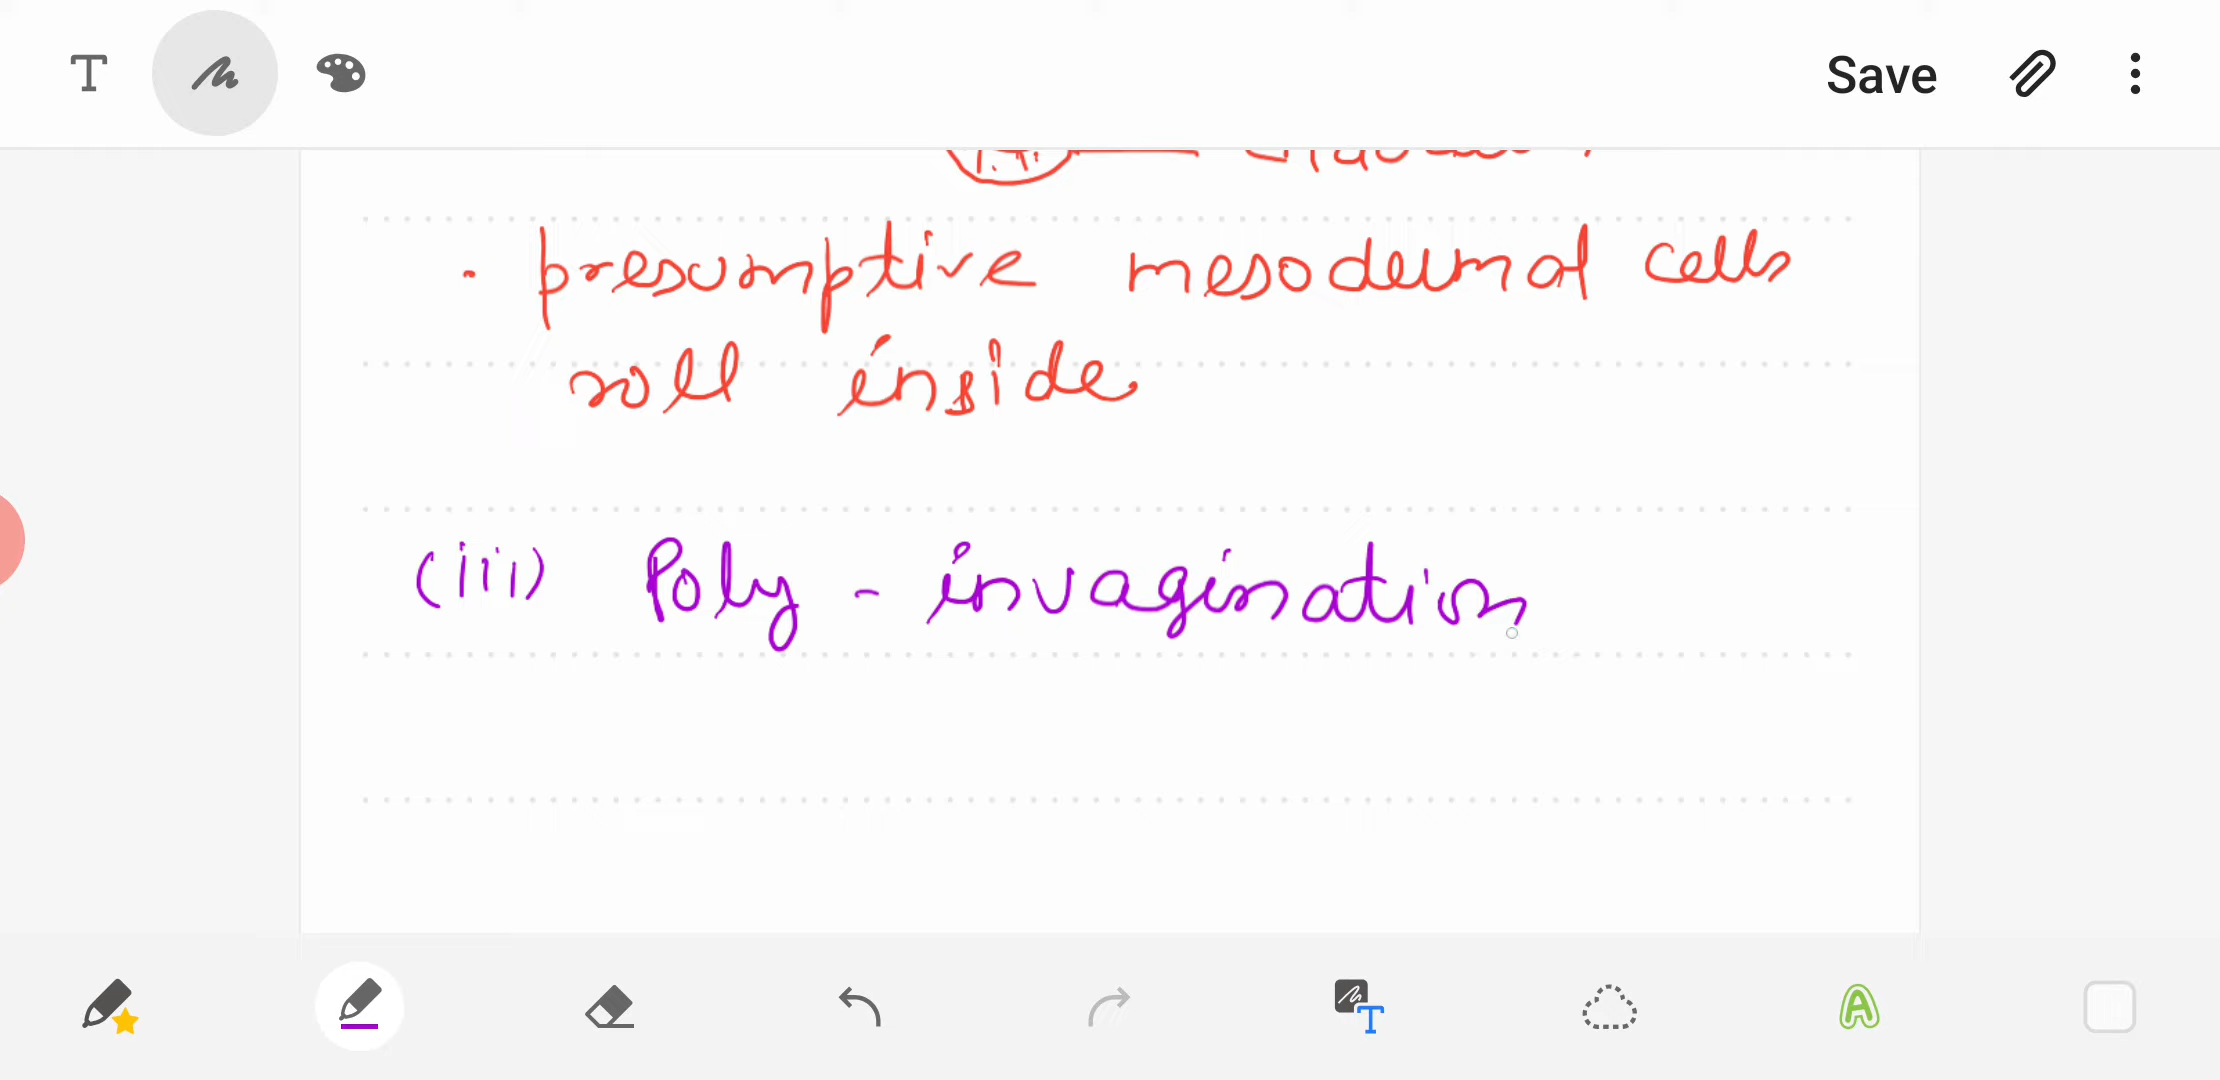 T
Save
· presumptive mesodermal cells
roll inside
(iii) Poly - invagination
T
A